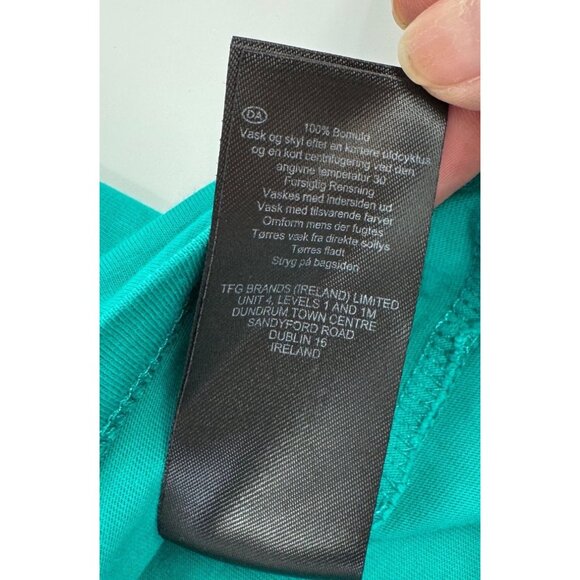 DA
100% Bomuld
Vask og skyl efter en kortere uldcyklus
og en kort centrifugering ved den
angivne temperatur 30
Forsigtig Rensning
Vaskes med indersiden ud
Vask med tilsvarende farver
Omform mens der fugtes
Tørres væk fra direkte sollys
Tørres fladt
Stryg på bagsiden
TFG BRANDS (IRELAND) LIMITED
UNIT 4, LEVELS 1 AND 1M
DUNDRUM TOWN CENTRE
SANDYFORD ROAD
DUBLIN 16
IRELAND